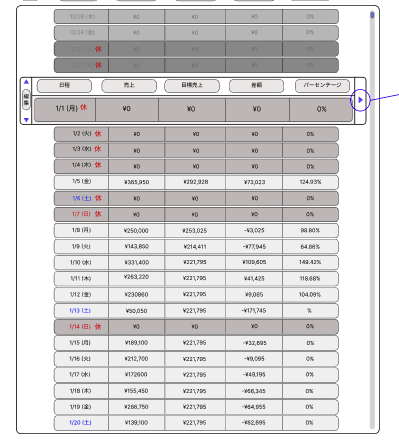 12/28 (木) ¥0 ¥0 ¥0 0%
12/29 (金) ¥0 ¥0 ¥0 0%
休 ¥0 ¥0 ¥0 0%
休 ¥0 ¥0 ¥0 0%
編集
日程 売上 目標売上 差額 パーセンテージ
1/1 (月) 休 ¥0 ¥0 ¥0 0%
1/2 (火) 休 ¥0 ¥0 ¥0 0%
1/3 (水) 休 ¥0 ¥0 ¥0 0%
1/4 (木) 休 ¥0 ¥0 ¥0 0%
1/5 (金) ¥365,950 ¥292,928 ¥73,023 124.93%
1/6 (土) 休 ¥0 ¥0 ¥0 0%
1/7 (日) 休 ¥0 ¥0 ¥0 0%
1/8 (月) ¥250,000 ¥253,025 -¥3,025 98.80%
1/9 (火) ¥143,850 ¥214,411 -¥77,945 64.86%
1/10 (水) ¥331,400 ¥221,795 ¥109,605 149.42%
1/11 (木) ¥263,220 ¥221,795 ¥41,425 118.68%
1/12 (金) ¥230860 ¥221,795 ¥9,065 104.09%
1/13 (土) ¥50,050 ¥221,795 -¥171,745 %
1/14 (日) 休 ¥0 ¥0 ¥0 0%
1/15 (月) ¥189,100 ¥221,795 -¥32,695 0%
1/16 (火) ¥212,700 ¥221,795 -¥9,095 0%
1/17 (水) ¥172600 ¥221,795 -¥49,195 0%
1/18 (木) ¥155,450 ¥221,795 -¥66,345 0%
1/19 (金) ¥286,750 ¥221,795 -¥64,955 0%
1/20 (土) ¥139,100 ¥221,795 -¥82,695 0%